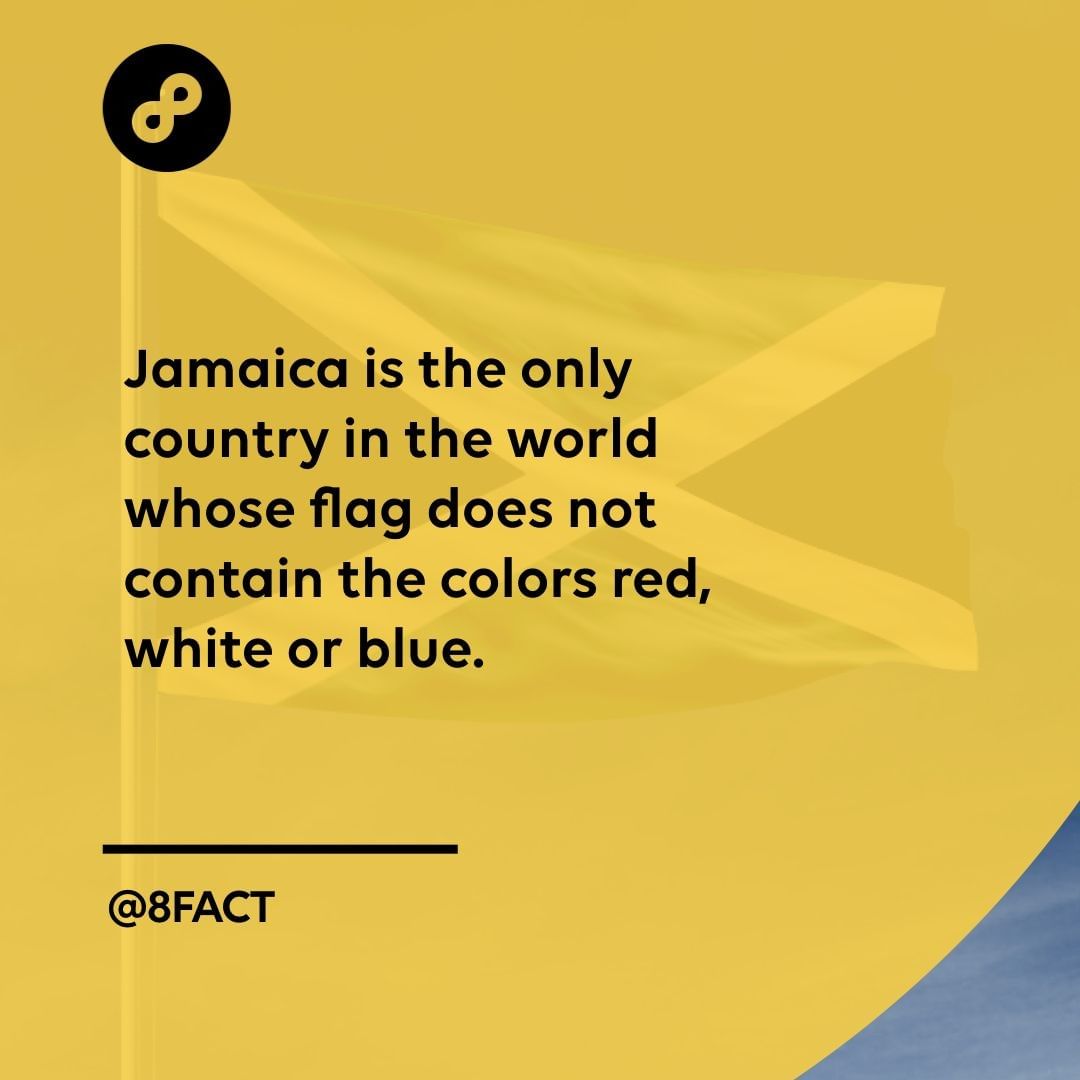 Jamaica is the only
country in the world
whose flag does not
contain the colors red,
white or blue.
@8FACT